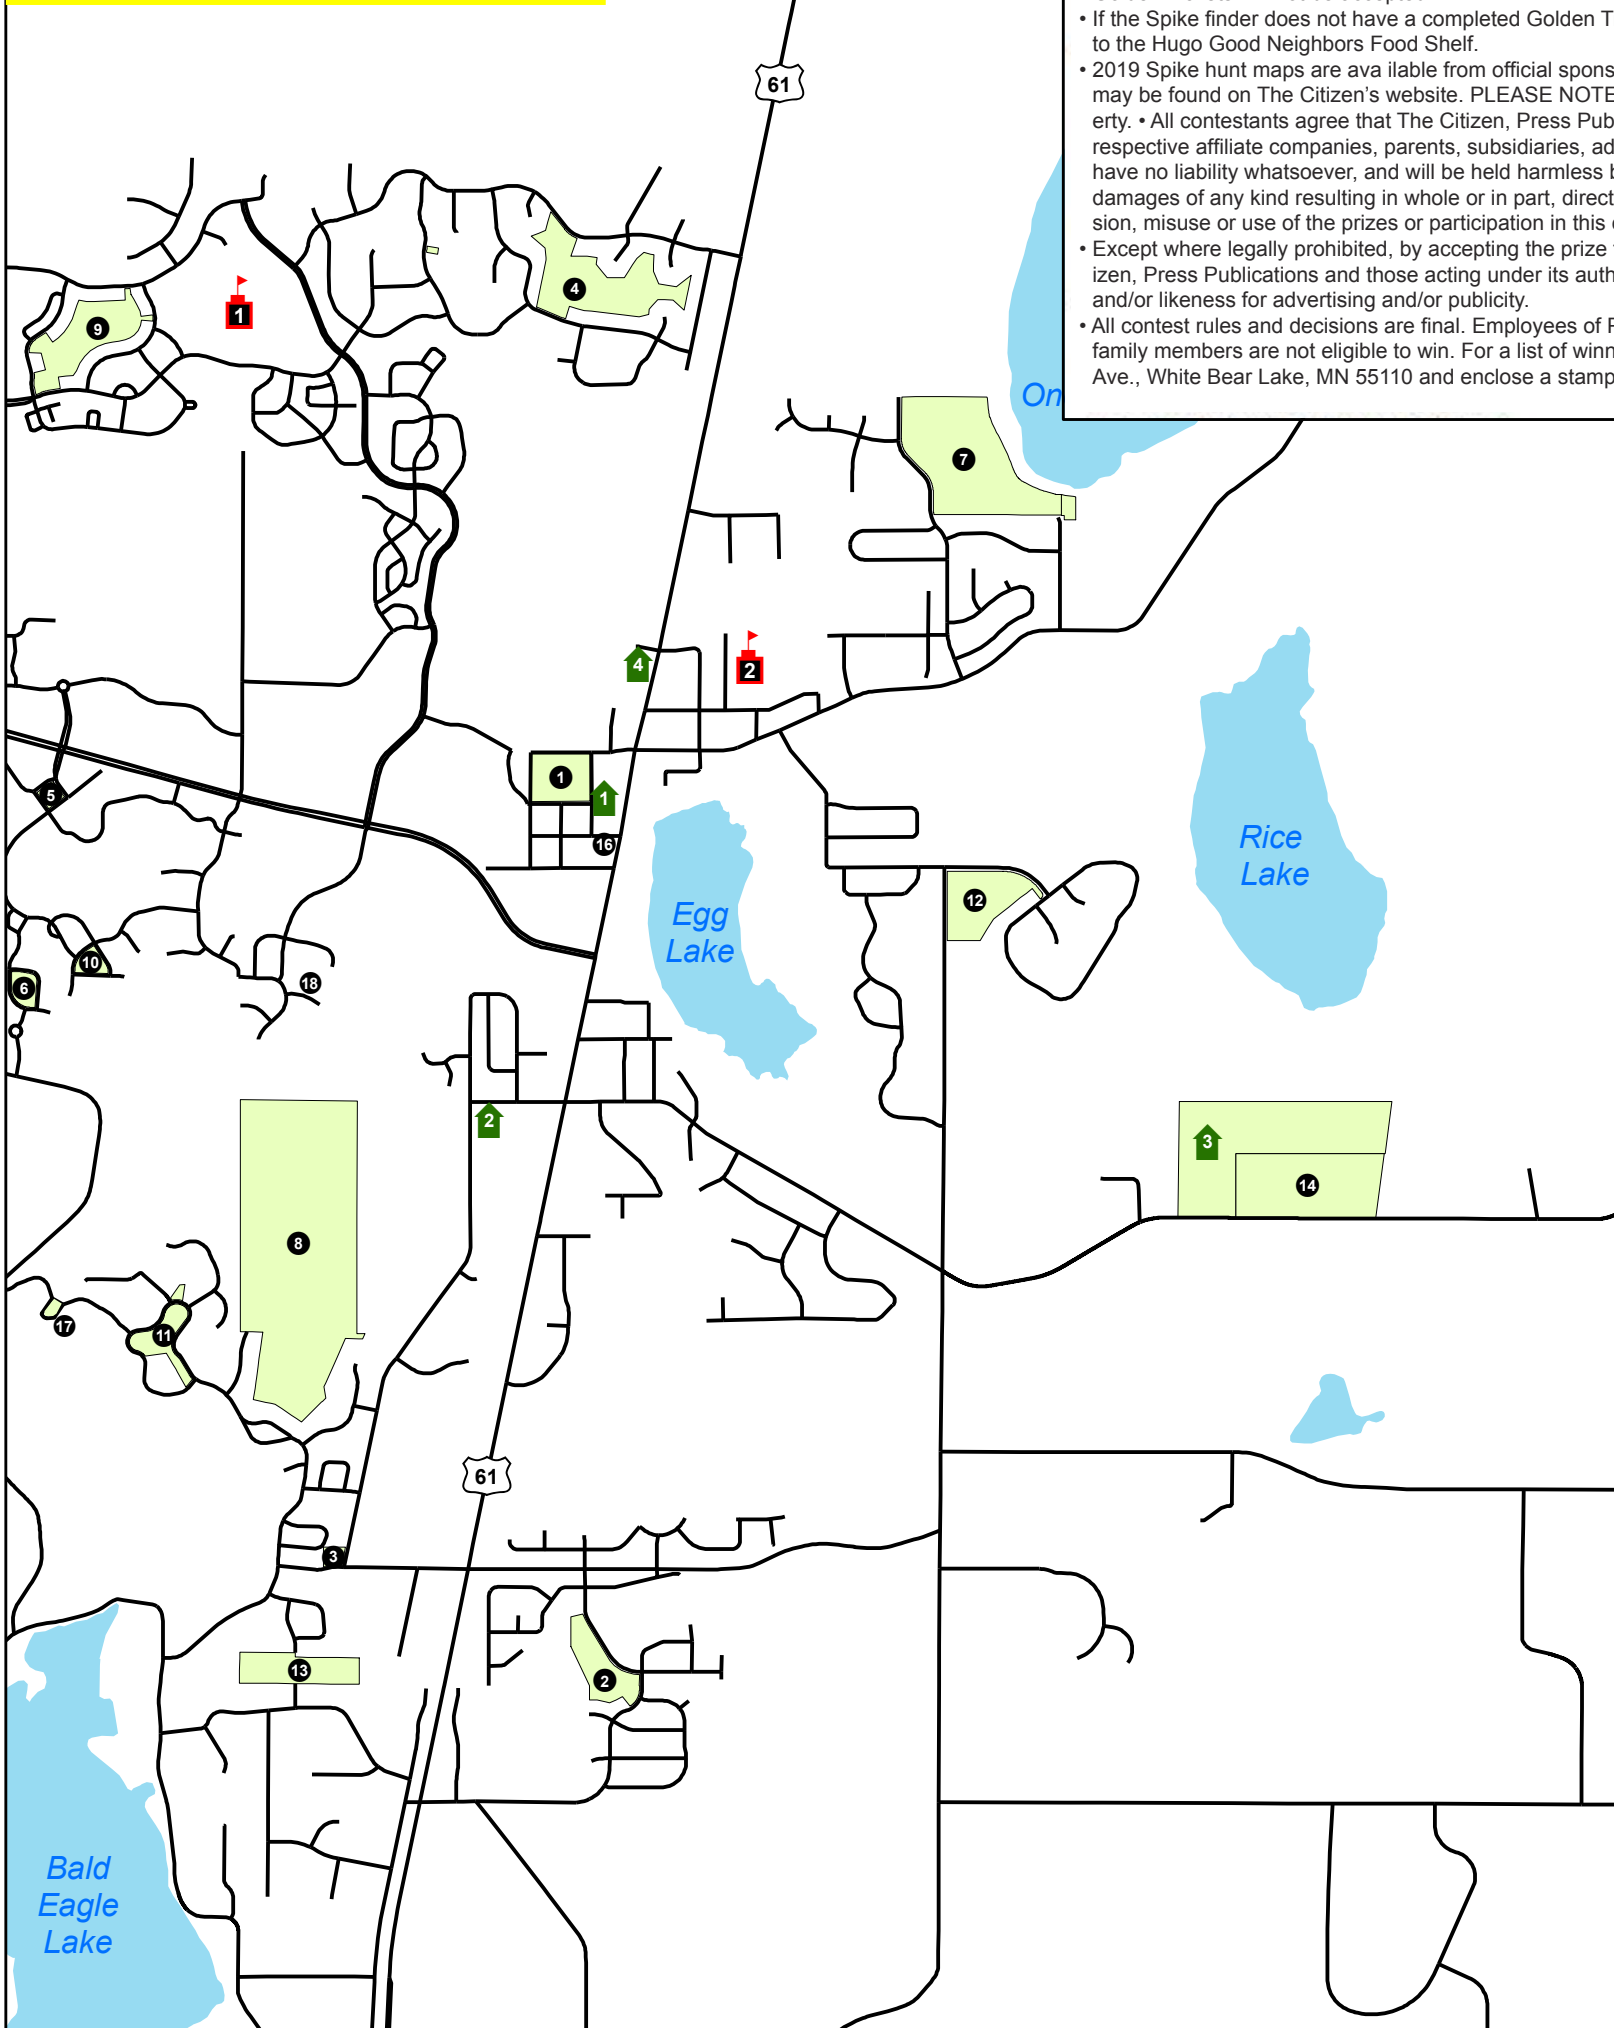 • If the Spike finder does not have a completed Golden T
to the Hugo Good Neighbors Food Shelf.
• 2019 Spike hunt maps are ava ilable from official spons
may be found on The Citizen's website. PLEASE NOTE
erty. • All contestants agree that The Citizen, Press Pub
respective affiliate companies, parents, subsidiaries, ad
have no liability whatsoever, and will be held harmless b
damages of any kind resulting in whole or in part, direct
sion, misuse or use of the prizes or participation in this
• Except where legally prohibited, by accepting the prize
izen, Press Publications and those acting under its auth
and/or likeness for advertising and/or publicity.
• All contest rules and decisions are final. Employees of
family members are not eligible to win. For a list of winn
Ave., White Bear Lake, MN 55110 and enclose a stamp
61
4
1
9
On
7
4
2
1
1
5
16
Rice
Lake
12
Egg
Lake
10
18
6
2
3
14
8
17
11
61
3
13
2
Bald
Eagle
Lake